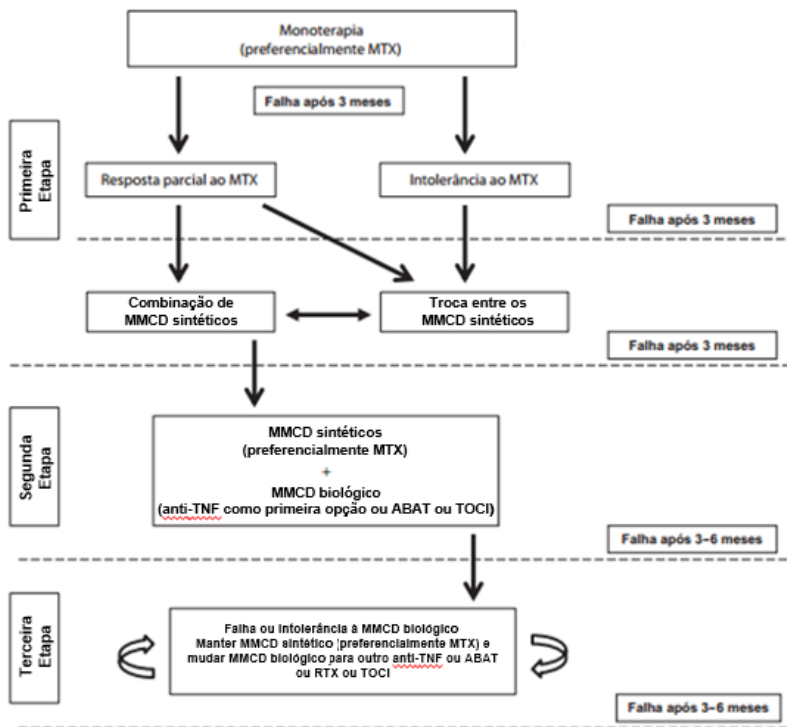 Monoterapia
(preferencialmente MTX)
Falha após 3 meses
Primeira
Etapa
Resposta parcial ao MTX
Intolerância ao MTX
Falha após 3 meses
Combinação de
MMCD sintéticos
Troca entre os
MMCD sintéticos
Falha após 3 meses
Segunda
Etapa
MMCD sintéticos
(preferencialmente MTX)
+
MMCD biológico
(anti-TNF como primeira opção ou ABAT ou TOCI)
Falha após 3-6 meses
Terceira
Etapa
Falha ou Intolerância à MMCD biológico
Manter MMCD sintético (preferencialmente MTX) e
mudar MMCD biológico para outro anti-TNF ou ABAT
ou RTX ou TOCI
Falha após 3-6 meses